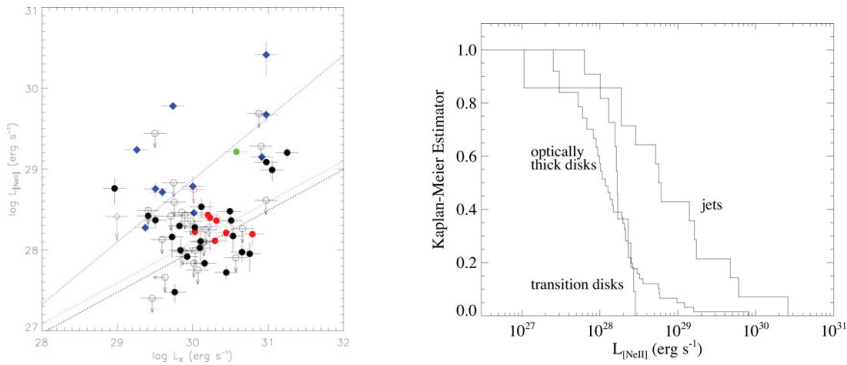 31
30
29
28
27
28
29
30
31
32
log L[NeII] (erg s⁻¹)
log Lx (erg s⁻¹)
1.0
0.8
0.6
0.4
0.2
0.0
Kaplan-Meier Estimator
optically
thick disks
jets
transition disks
10²⁷
10²⁸
10²⁹
10³⁰
10³¹
L[NeII] (erg s⁻¹)